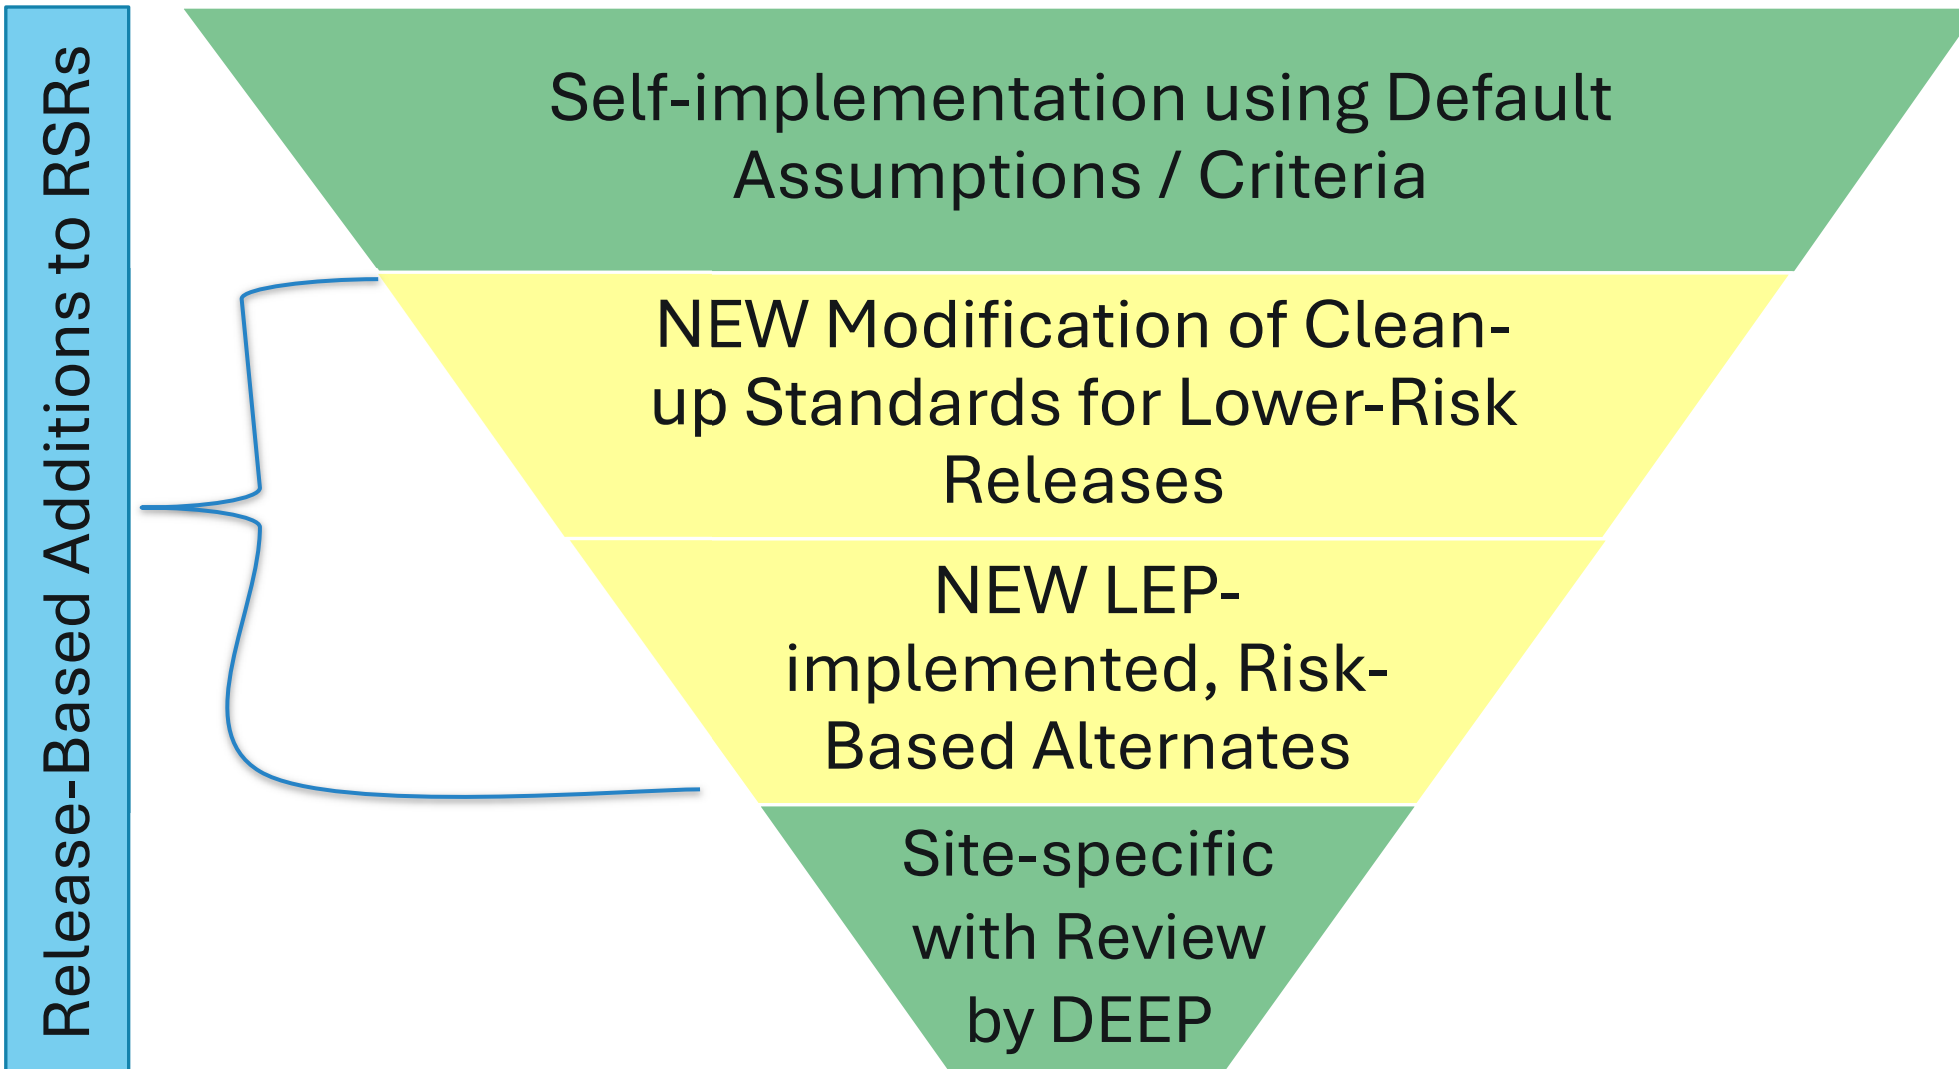 Release-Based Additions to RSRs
Self-implementation using Default
Assumptions / Criteria
NEW Modification of Clean-
up Standards for Lower-Risk
Releases
NEW LEP-
implemented, Risk-
Based Alternates
Site-specific
with Review
by DEEP